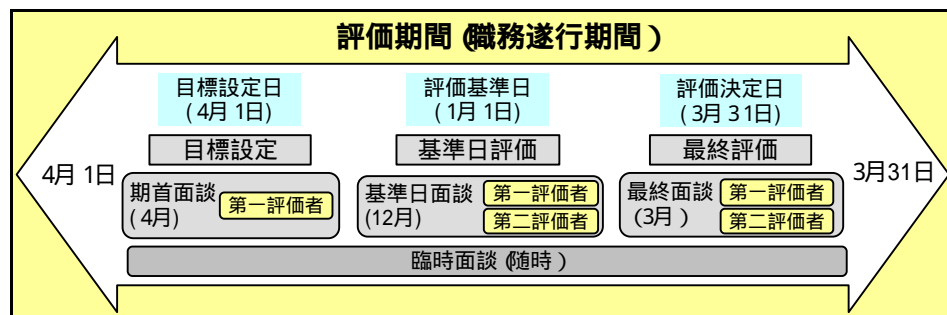 評価期間（職務遂行期間）
目標設定日
(4月1日)
評価基準日
(1月1日)
評価決定日
(3月31日)
目標設定
基準日評価
最終評価
4月1日
3月31日
期首面談
(4月)
第一評価者
基準日面談
(12月)
第一評価者
第二評価者
最終面談
(3月)
第一評価者
第二評価者
臨時面談（随時）